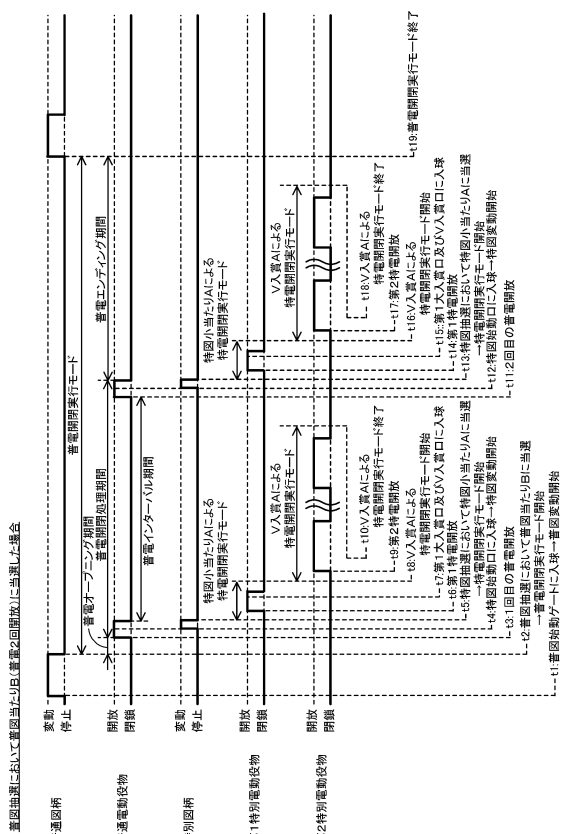 普図抽選において普図当たりB(普電2回開放)に当選した場合
通図柄
変動
停止
通電動役物
開放
閉鎖
別図柄
変動
停止
1特別電動役物
開放
閉鎖
2特別電動役物
開放
閉鎖
普電開閉実行モード
普電オープニング期間
普電開閉処理期間
普電エンディング期間
普電インターバル期間
特図小当たりAによる
特電開閉実行モード
特図小当たりAによる
特電開閉実行モード
V入賞Aによる
特電開閉実行モード
V入賞Aによる
特電開閉実行モード
t19:普電開閉実行モード終了
t18:V入賞Aによる
特電開閉実行モード終了
t17:第2特電開放
t16:V入賞Aによる
特電開閉実行モード開始
t15::第1大入賞口及びV入賞口に入球
t14:第1特電開放
t13:特図抽選において特図小当たりAに当選
→特電開閉実行モード開始
t12:特図始動口に入球→特図変動開始
t11:2回目の普電開放
t10:V入賞Aによる
特電開閉実行モード終了
t9:第2特電開放
t8:V入賞Aによる
特電開閉実行モード開始
t7:第1大入賞口及びV入賞口に入球
t6:第1特電開放
t5:特図抽選において特図小当たりAに当選
→特電開閉実行モード開始
t4:特図始動口に入球→特図変動開始
t3:1回目の普電開放
t2:普図抽選において普図当たりBに当選
→普電開閉実行モード開始
t1:普図始動ゲートに入球→普図変動開始